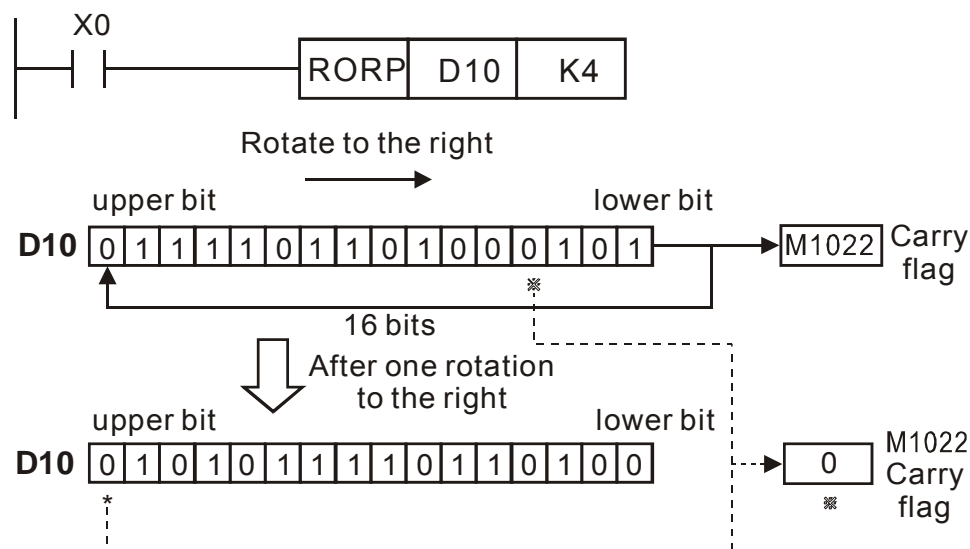 X0
RORP D10 K4
Rotate to the right
upper bit lower bit
D10 0 1 1 1 1 0 1 1 0 1 0 0 0 1 0 1 M1022 Carry
flag
※
16 bits
After one rotation
to the right
upper bit lower bit
D10 0 1 0 1 0 1 1 1 1 0 1 1 0 1 0 0 0 M1022
Carry
flag
* ※